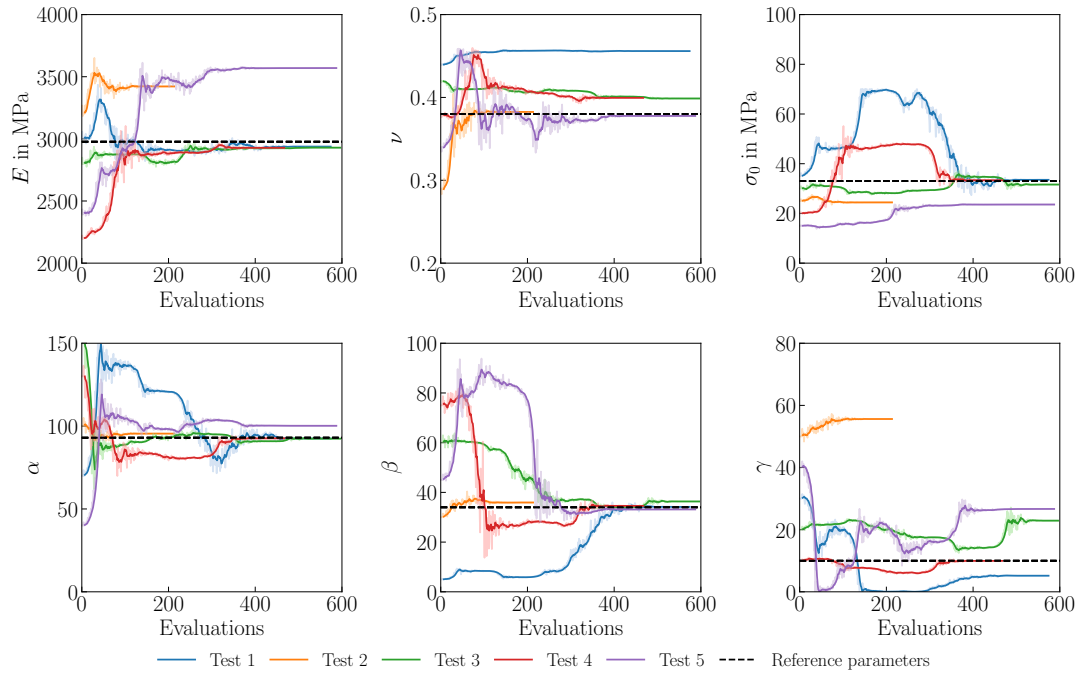 4000
3500
3000
2500
2000
E in MPa
0 200 400 600
Evaluations
0.5
0.4
0.3
0.2
ν
0 200 400 600
Evaluations
100
80
60
40
20
0
σ₀ in MPa
0 200 400 600
Evaluations
150
100
50
0
α
0 200 400 600
Evaluations
100
80
60
40
20
0
β
0 200 400 600
Evaluations
80
60
40
20
0
γ
0 200 400 600
Evaluations
Test 1 Test 2 Test 3 Test 4 Test 5 Reference parameters